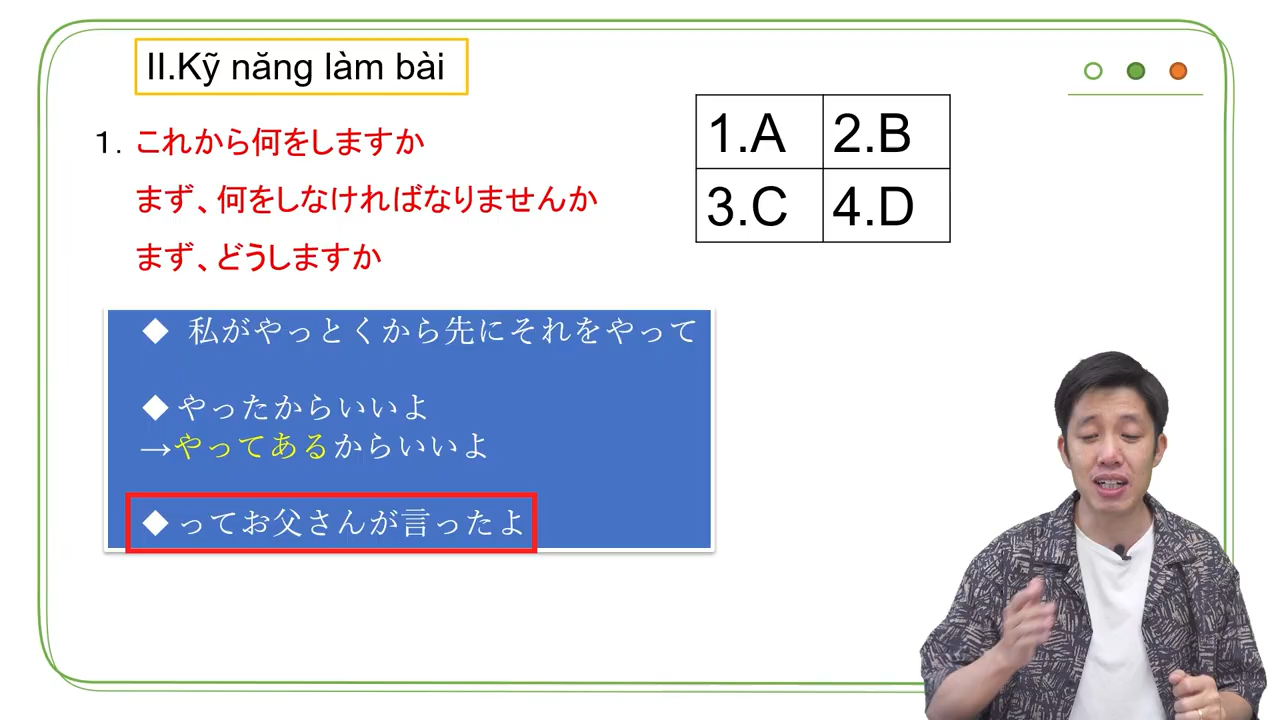 II.Kỹ năng làm bài
1. これから何をしますか
まず、何をしなければなりませんか
まず、どうしますか
1.A 2.B
3.C 4.D
◆ 私がやっとくから先にそれをやって
◆ やったからいいよ
→やってあるからいいよ
◆ ってお父さんが言ったよ